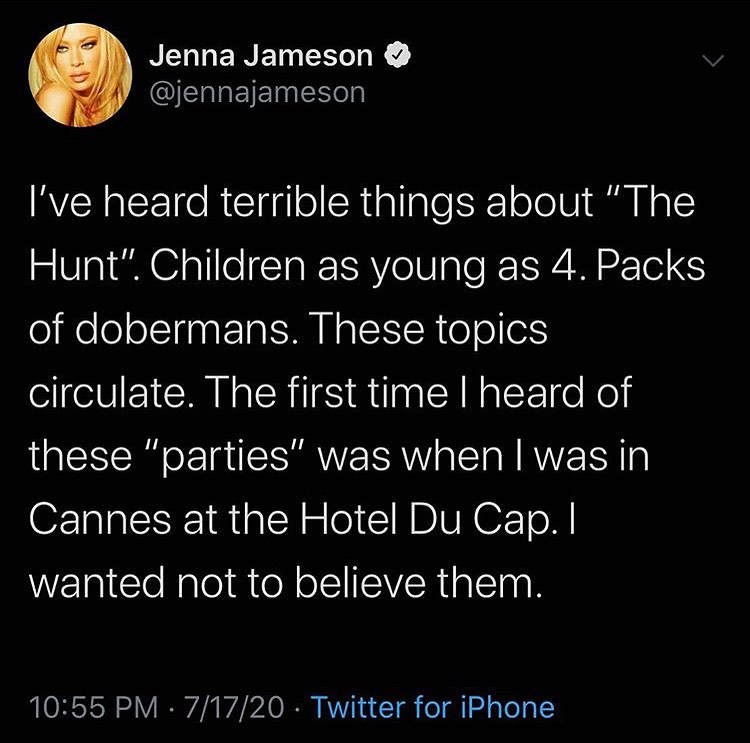 Jenna Jameson
@jennajameson
I’ve heard terrible things about “The
Hunt”. Children as young as 4. Packs
of dobermans. These topics
circulate. The first time I heard of
these “parties” was when I was in
Cannes at the Hotel Du Cap. I
wanted not to believe them.
10:55 PM · 7/17/20 · Twitter for iPhone